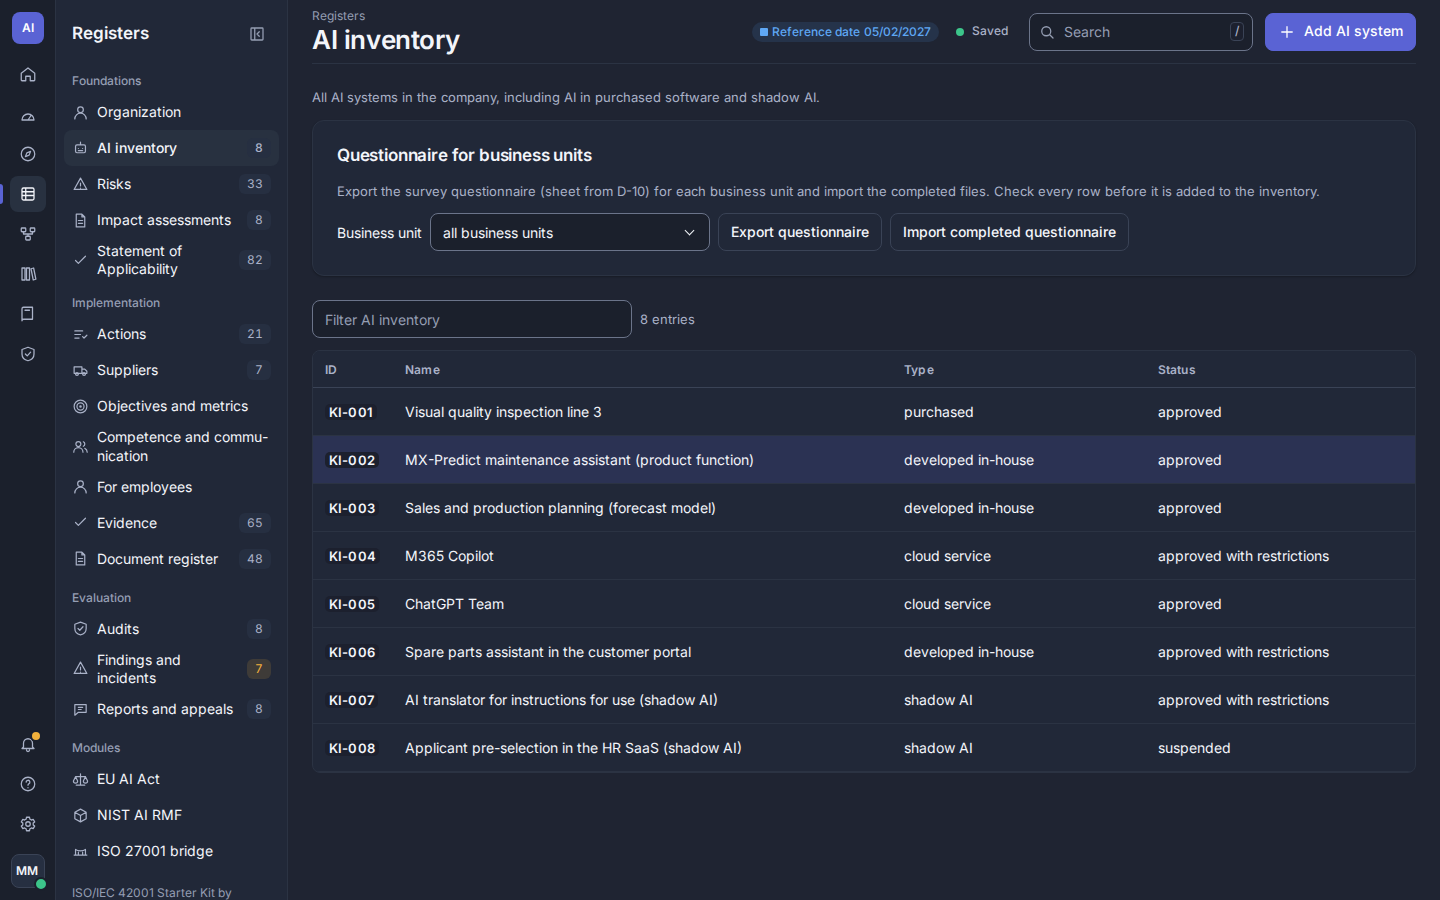 AI
Registers
Foundations
Organization
AI inventory 8
Risks 33
Impact assessments 8
Statement of
Applicability 82
Implementation
Actions 21
Suppliers 7
Objectives and metrics
Competence and commu-
nication
For employees
Evidence 65
Document register 48
Evaluation
Audits 8
Findings and
incidents 7
Reports and appeals 8
Modules
EU AI Act
NIST AI RMF
ISO 27001 bridge
ISO/IEC 42001 Starter Kit by
MM
Registers
AI inventory
Reference date 05/02/2027
Saved
Search /
Add AI system
All AI systems in the company, including AI in purchased software and shadow AI.
Questionnaire for business units
Export the survey questionnaire (sheet from D-10) for each business unit and import the completed files. Check every row before it is added to the inventory.
Business unit all business units Export questionnaire Import completed questionnaire
Filter AI inventory 8 entries
ID Name Type Status
KI-001 Visual quality inspection line 3 purchased approved
KI-002 MX-Predict maintenance assistant (product function) developed in-house approved
KI-003 Sales and production planning (forecast model) developed in-house approved
KI-004 M365 Copilot cloud service approved with restrictions
KI-005 ChatGPT Team cloud service approved
KI-006 Spare parts assistant in the customer portal developed in-house approved with restrictions
KI-007 AI translator for instructions for use (shadow AI) shadow AI approved with restrictions
KI-008 Applicant pre-selection in the HR SaaS (shadow AI) shadow AI suspended